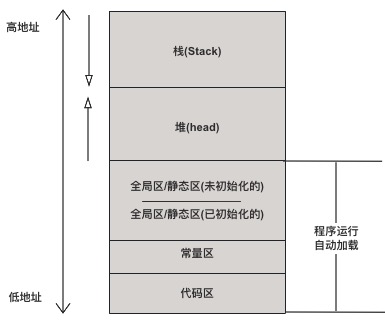 高地址
栈(Stack)
堆(head)
全局区/静态区(未初始化的)
全局区/静态区(已初始化的)
程序运行
自动加载
常量区
低地址
代码区